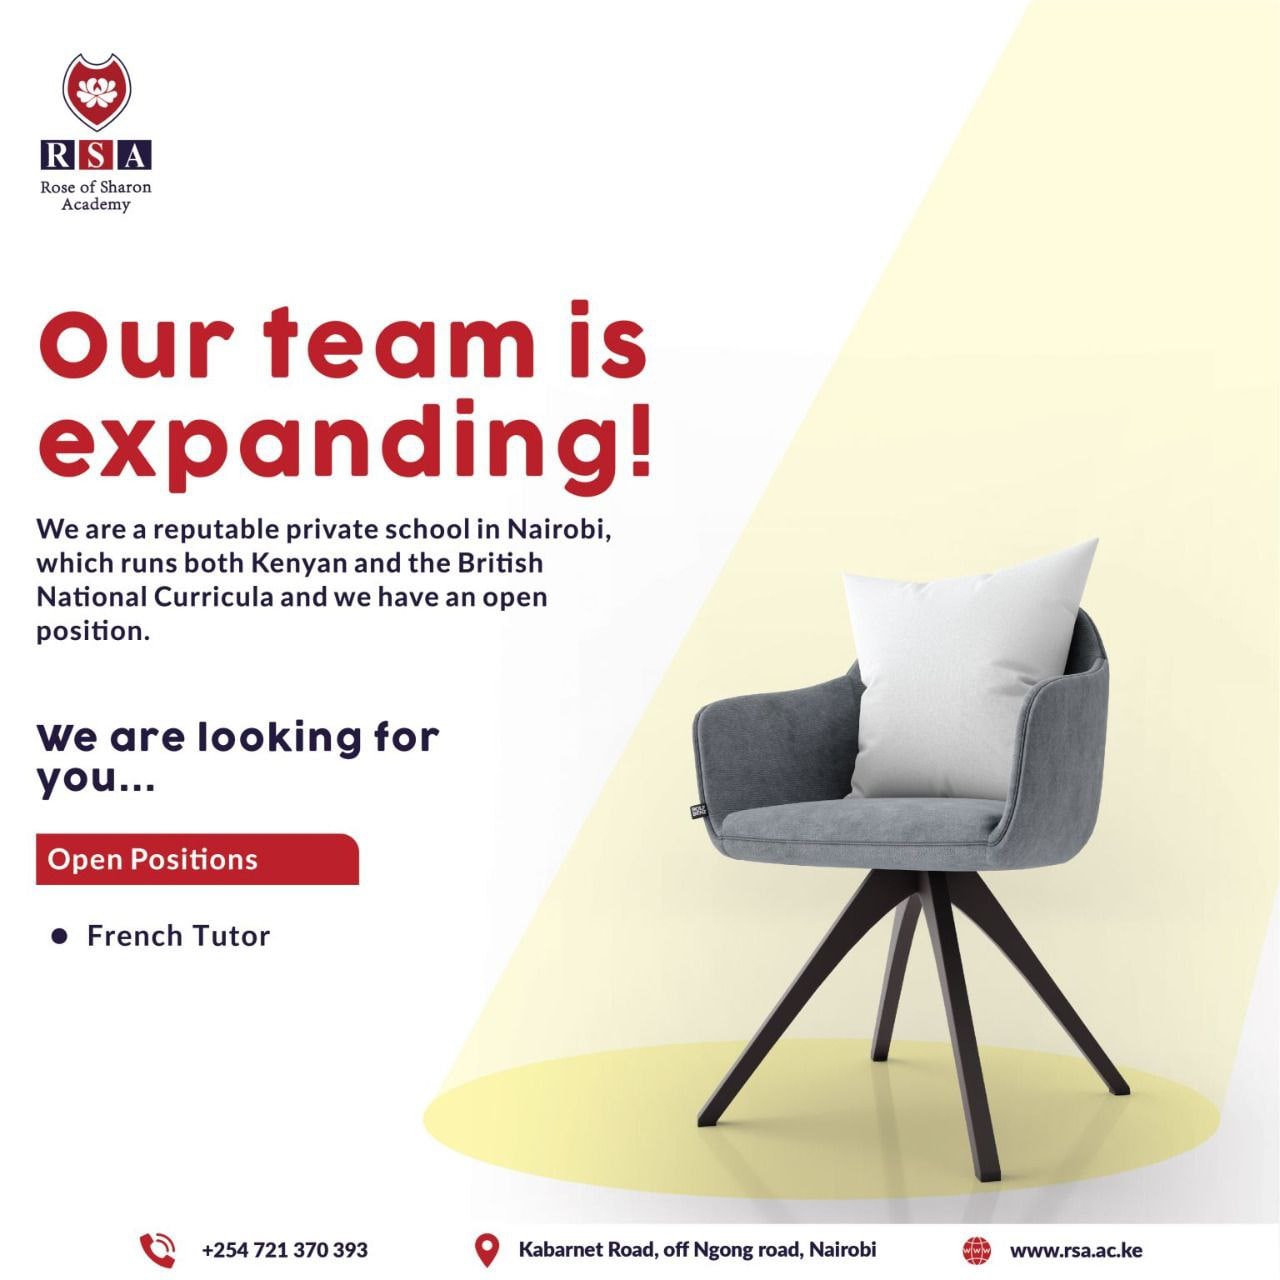 R S A
Rose of Sharon
Academy
Our team is
expanding!
We are a reputable private school in Nairobi,
which runs both Kenyan and the British
National Curricula and we have an open
position.
We are looking for
you...
Open Positions
• French Tutor
+254 721 370 393
Kabarnet Road, off Ngong road, Nairobi
www
www.rsa.ac.ke